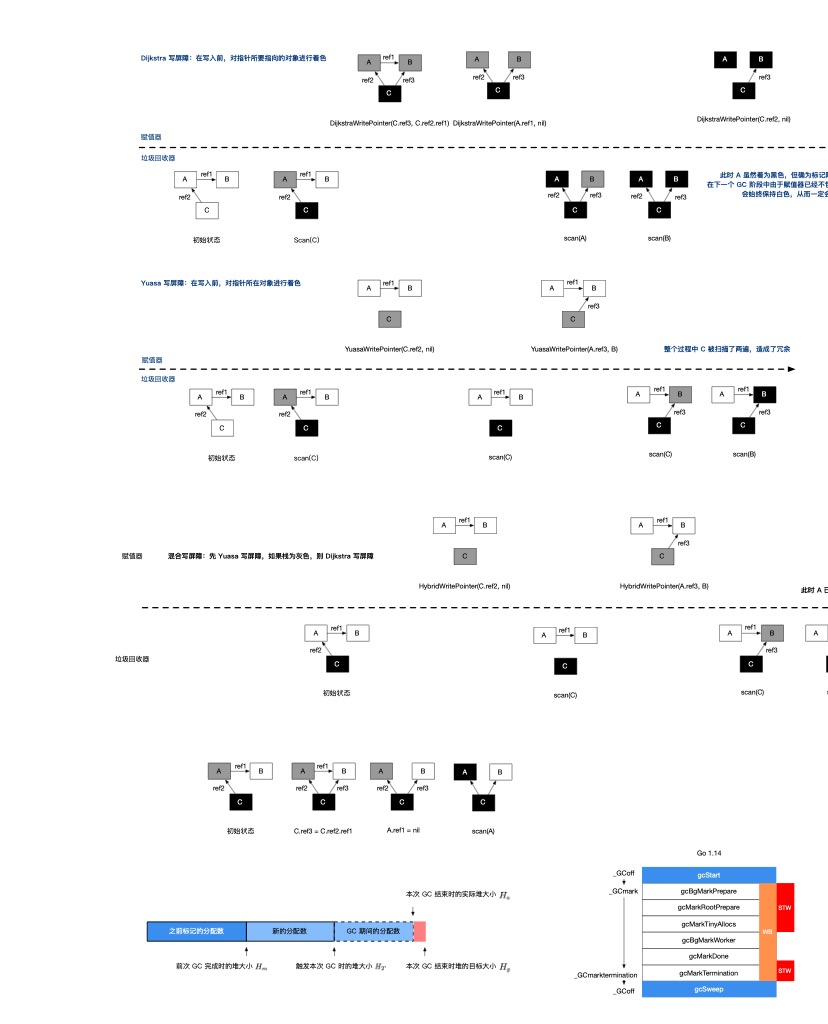 Dijkstra 写屏障：在写入前，对指针所要指向的对象进行着色
A ref1 B
ref2 ref3
C
DijkstraWritePointer(C.ref3, C.ref2.ref1)
A B
ref2 ref3
C
DijkstraWritePointer(A.ref1, nil)
A B
ref3
C
DijkstraWritePointer(C.ref2, nil)
赋值器
垃圾回收器
A ref1 B
ref2
C
初始状态
A ref1 B
ref2
C
Scan(C)
A B
ref2 ref3
C
scan(A)
A B
ref2 ref3
C
scan(B)
此时 A 虽然着为黑色，但确为标记
在下一个 GC 阶段中由于赋值器已经不
会始终保持白色，从而一定
Yuasa 写屏障：在写入前，对指针所在对象进行着色
A ref1 B
C
YuasaWritePointer(C.ref2, nil)
A ref1 B
ref3
C
YuasaWritePointer(A.ref3, B)
整个过程中 C 被扫描了两遍，造成了冗余
赋值器
垃圾回收器
A ref1 B
ref2
C
初始状态
A ref1 B
ref2
C
scan(C)
A ref1 B
C
scan(C)
A ref1 B
ref3
C
scan(C)
A ref1 B
ref3
C
scan(B)
A ref1 B
C
HybridWritePointer(C.ref2, nil)
A ref1 B
ref3
C
HybridWritePointer(A.ref3, B)
赋值器
混合写屏障：先 Yuasa 写屏障，如果栈为灰色，则 Dijkstra 写屏障
此时 A
垃圾回收器
A ref1 B
ref2
C
初始状态
A ref1 B
C
scan(C)
A ref1 B
ref3
C
scan(C)
A
A ref1 B
ref2
C
初始状态
A ref1 B
ref2 ref3
C
C.ref3 = C.ref2.ref1
A B
ref2 ref3
C
A.ref1 = nil
A B
C
scan(A)
本次 GC 结束时的实际堆大小 Hₐ
之前标记的分配数 新的分配数 GC 期间的分配数
前次 GC 完成时的堆大小 Hₘ
触发本次 GC 时的堆大小 H_T
本次 GC 结束时堆的目标大小 H_g
Go 1.14
_GCoff gcStart
_GCmark gcBgMarkPrepare
gcMarkRootPrepare
gcMarkTinyAllocs
gcBgMarkWorker
gcMarkDone
_GCmarktermination gcMarkTermination
_GCoff gcSweep
WB
STW
STW